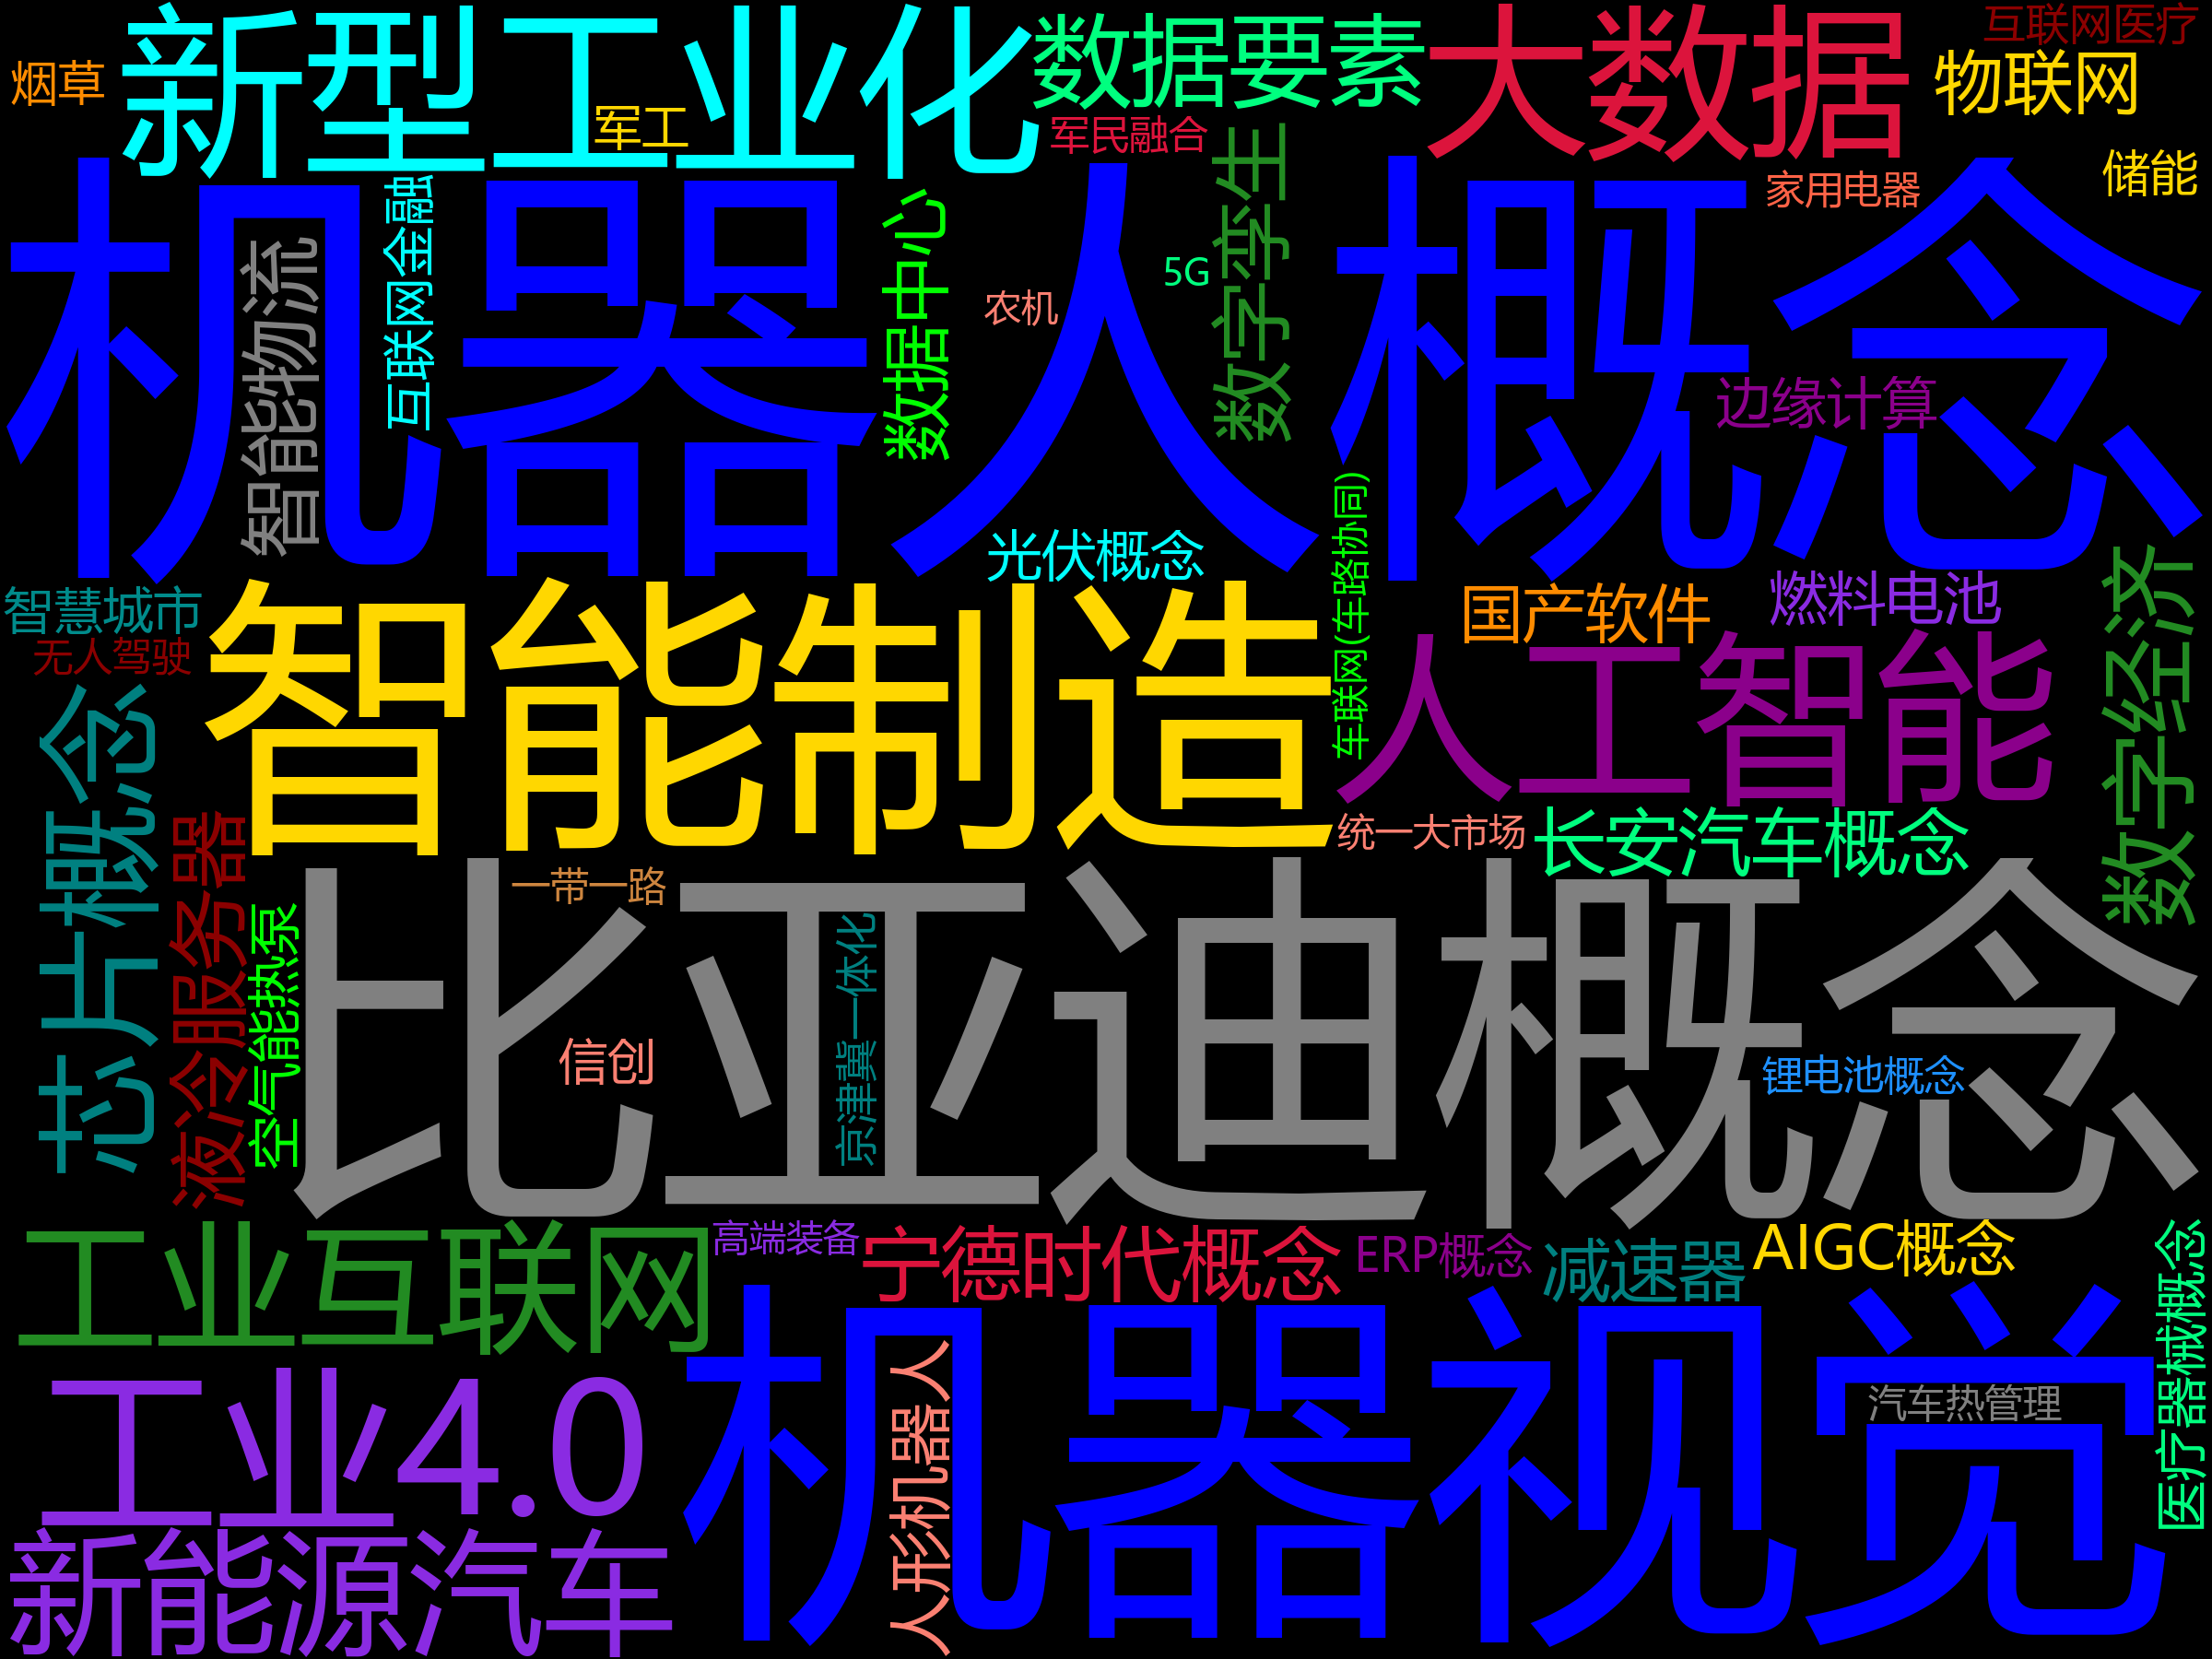 烟草
新型工业化
军工
数据要素
军民融合
大数据
互联网医疗
物联网
储能
家用电器
机器人概念
智能物流
互联网金融
数据中心
农机
5G
数字孪生
边缘计算
光伏概念
车联网(车路协同)
国产软件
燃料电池
智慧城市
无人驾驶
智能制造
人工智能
数字经济
芯片概念
液冷服务器
空气能热泵
统一大市场
长安汽车概念
一带一路
比亚迪概念
信创
京津冀一体化
锂电池概念
工业互联网
高端装备
宁德时代概念
ERP概念
减速器
AIGC概念
医疗器械概念
工业4.0
机器视觉
人形机器人
汽车热管理
新能源汽车